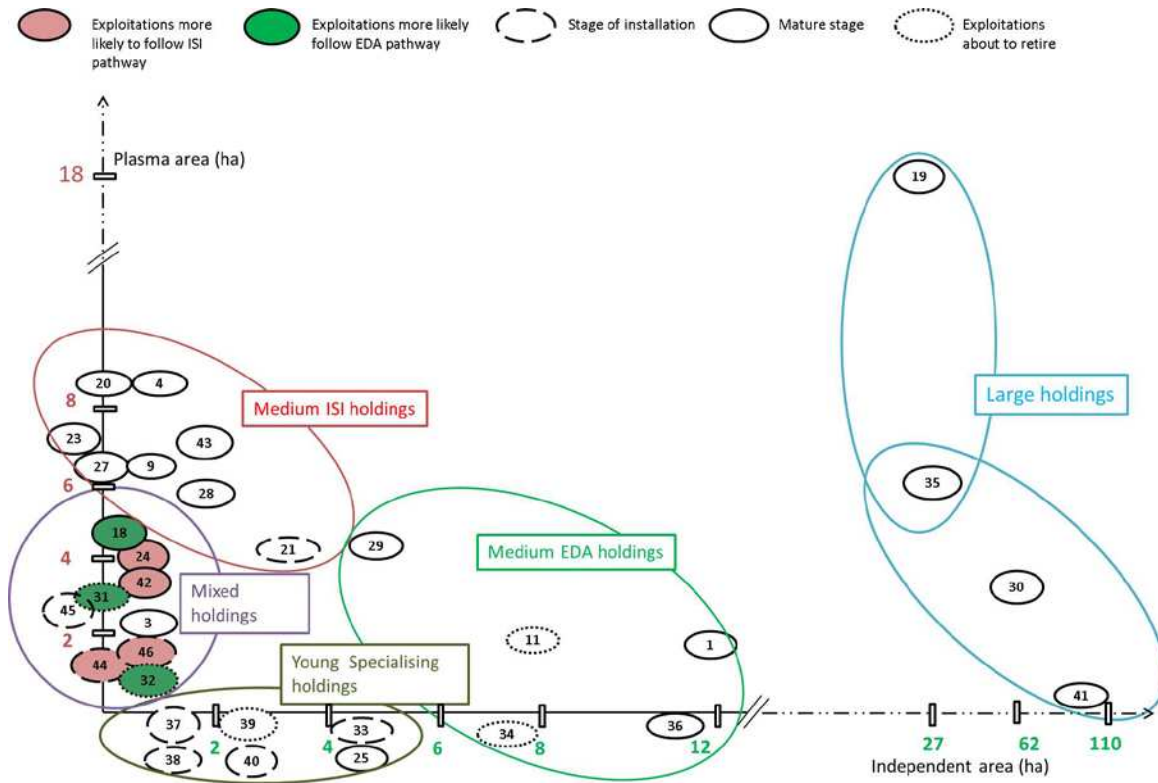 Exploitations more
likely to follow ISI
pathway
Exploitations more likely
follow EDA pathway
Stage of installation
Mature stage
Exploitations
about to retire
18
Plasma area (ha)
19
20
4
8
Medium ISI holdings
Large holdings
23
43
27
9
6
28
35
18
21
29
Medium EDA holdings
4
24
42
31
Mixed
holdings
45
30
3
2
11
1
46
44
32
Young Specialising
holdings
37
39
33
34
36
41
2
4
6
8
12
27
62
110
38
40
25
Independent area (ha)